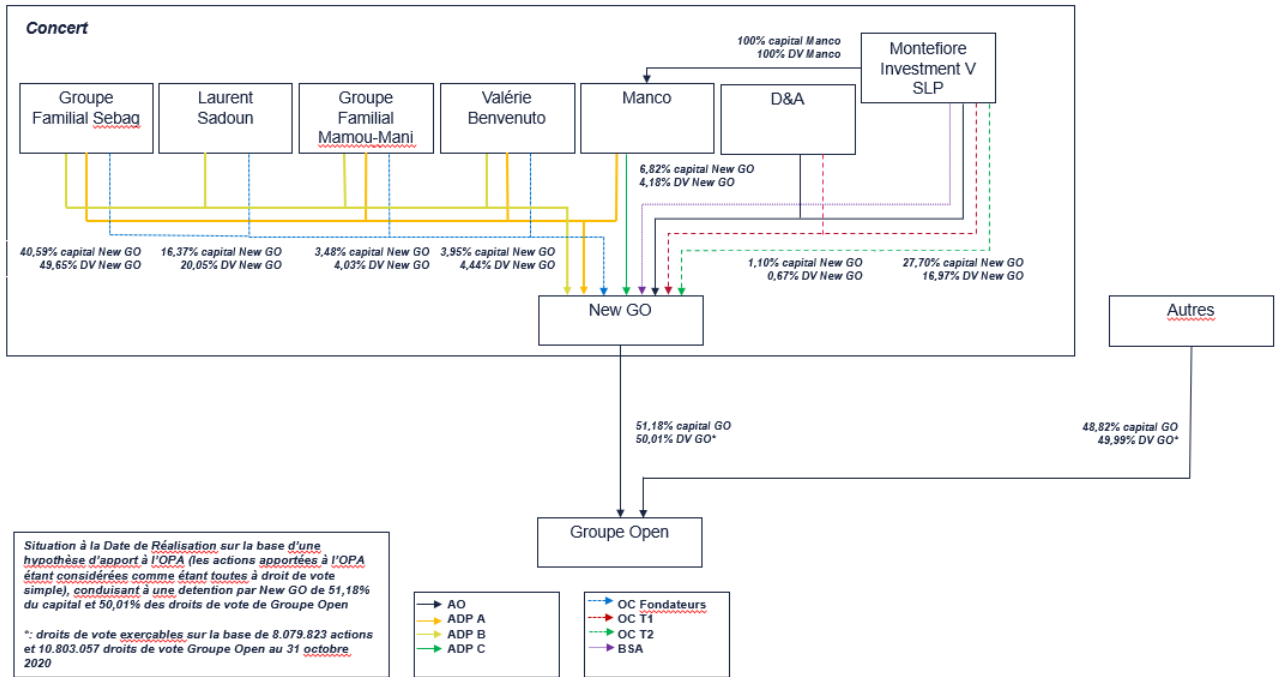 Concert
100% capital Manco
100% DV Manco
Montefiore
Investment V
SLP
Groupe
Familial Sebag
Laurent
Sadoun
Groupe
Familial
Mamou-Mani
Valérie
Benvenuto
Manco
D&A
6,82% capital New GO
4,18% DV New GO
40,59% capital New GO
49,65% DV New GO
16,37% capital New GO
20,05% DV New GO
3,48% capital New GO
4,03% DV New GO
3,95% capital New GO
4,44% DV New GO
1,10% capital New GO
0,67% DV New GO
27,70% capital New GO
16,97% DV New GO
New GO
Autres
51,18% capital GO
50,01% DV GO*
48,82% capital GO
49,99% DV GO*
Groupe Open
Situation à la Date de Réalisation sur la base d'une
hypothèse d'apport à l'OPA (les actions apportées à l'OPA
étant considérées comme étant toutes à droit de vote
simple), conduisant à une detention par New GO de 51,18%
du capital et 50,01% des droits de vote de Groupe Open
*: droits de vote exerçables sur la base de 8.079.823 actions
et 10.803.057 droits de vote Groupe Open au 31 octobre
2020
AO
ADP A
ADP B
ADP C
OC Fondateurs
OC T1
OC T2
BSA